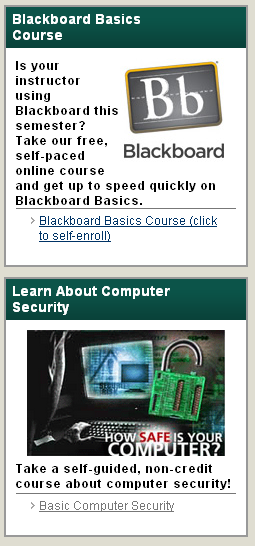 Blackboard Basics
Course
Is your
instructor
using
Blackboard this
semester?
Take our free,
self-paced
online course
and get up to speed quickly on
Blackboard Basics.
Bb
Blackboard
Blackboard Basics Course (click
to self-enroll)
Learn About Computer
Security
HOW SAFE IS YOUR
COMPUTER?
Take a self-guided, non-credit
course about computer security!
Basic Computer Security